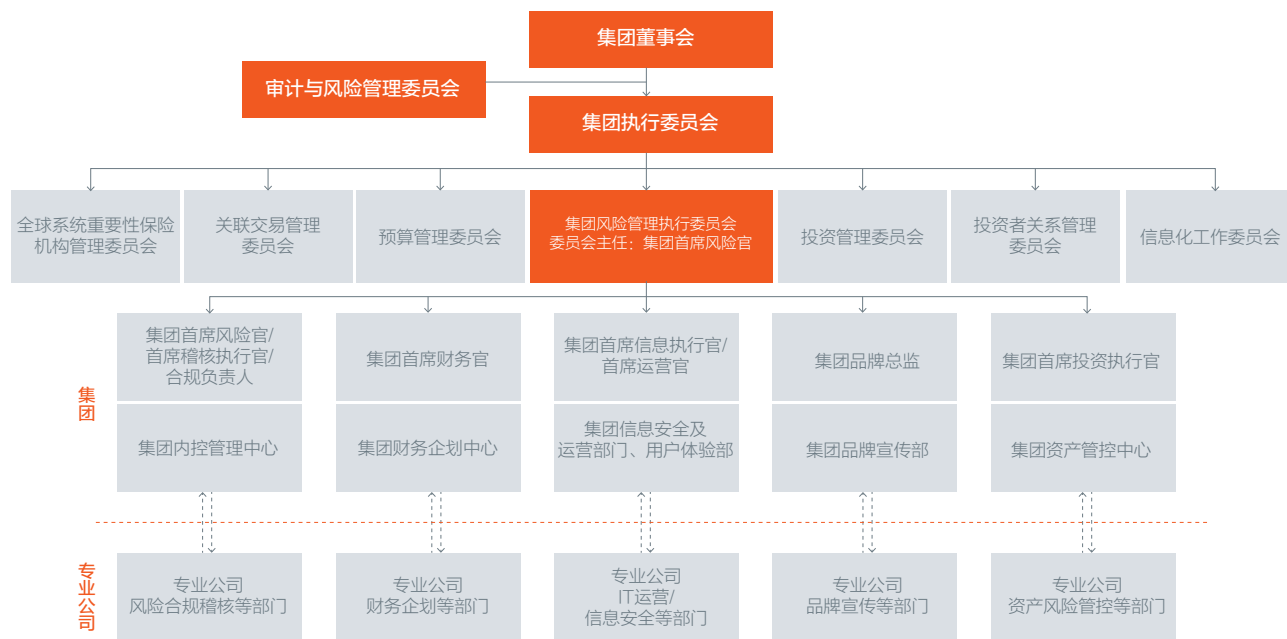 集团董事会
审计与风险管理委员会
集团执行委员会
全球系统重要性保险
机构管理委员会
关联交易管理
委员会
预算管理委员会
集团风险管理执行委员会
委员会主任：集团首席风险官
投资管理委员会
投资者关系管理
委员会
信息化工作委员会
集团
集团首席风险官/
首席稽核执行官/
合规负责人
集团首席财务官
集团首席信息执行官/
首席运营官
集团品牌总监
集团首席投资执行官
集团内控管理中心
集团财务企划中心
集团信息安全及
运营部门、用户体验部
集团品牌宣传部
集团资产管控中心
专业公司
专业公司
风险合规稽核等部门
专业公司
财务企划等部门
专业公司
IT运营/
信息安全等部门
专业公司
品牌宣传等部门
专业公司
资产风险管控等部门